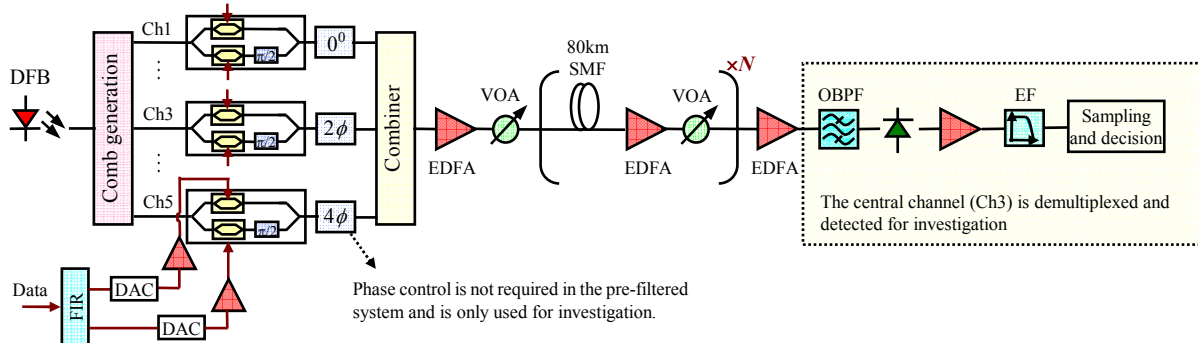 Ch1
π/2
0⁰
DFB
Comb generation
Ch3
π/2
2ϕ
Combiner
EDFA
VOA
80km
SMF
EDFA
VOA
×N
EDFA
OBPF
EF
Sampling
and decision
The central channel (Ch3) is demultiplexed and
detected for investigation
Ch5
π/2
4ϕ
Phase control is not required in the pre-filtered
system and is only used for investigation.
Data
FIR
DAC
DAC